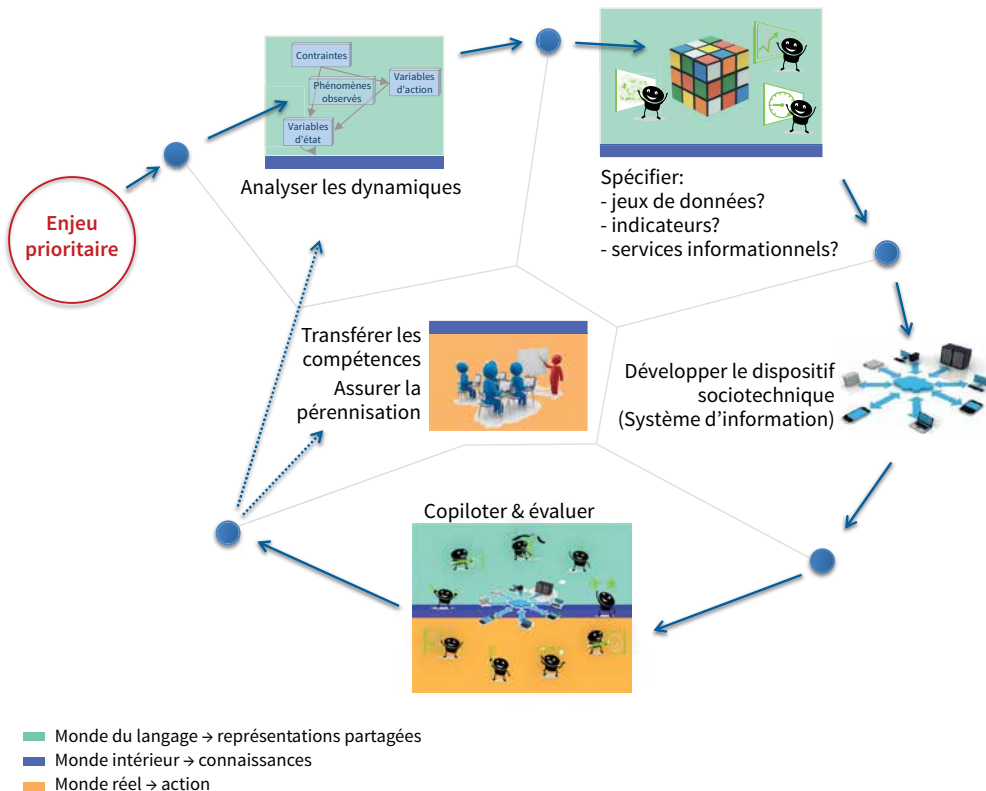 Contraintes
Phénomènes
observés
Variables
d'action
Variables
d'état
Analyser les dynamiques
Spécifier:
- jeux de données?
- indicateurs?
- services informationnels?
Enjeu
prioritaire
Transférer les
compétences
Assurer la
pérennisation
Développer le dispositif
sociotechnique
(Système d'information)
Copiloter & évaluer
Monde du langage → représentations partagées
Monde intérieur → connaissances
Monde réel → action